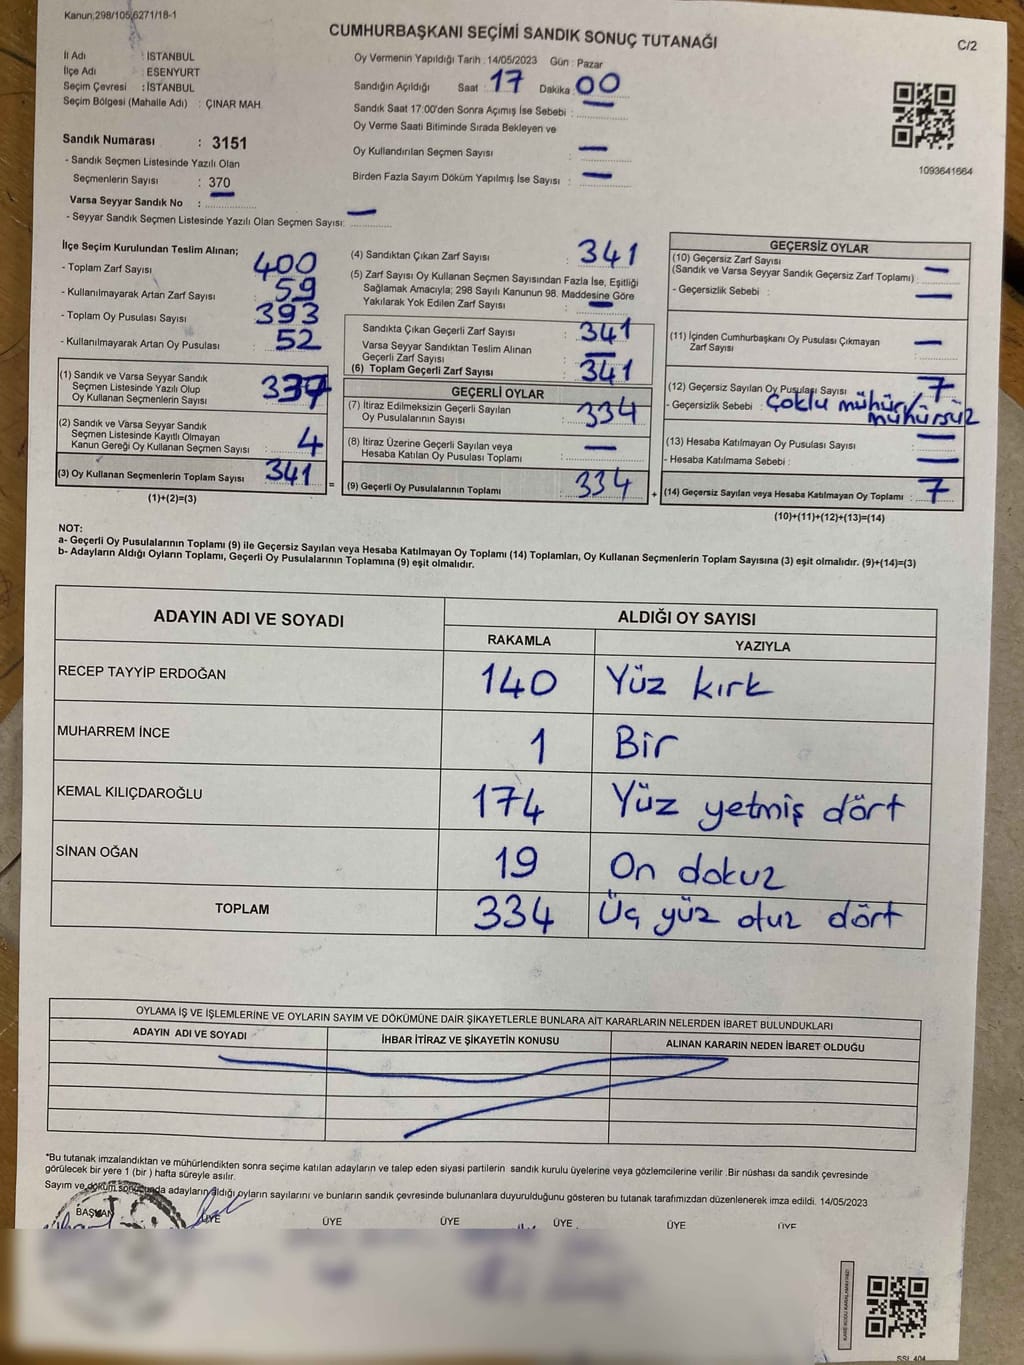 Kanun;298/105,6271/18-1
CUMHURBAŞKANI SEÇİMİ SANDIK SONUÇ TUTANAĞI
C/2
İl Adı : İSTANBUL
İlçe Adı : ESENYURT
Seçim Çevresi : İSTANBUL
Seçim Bölgesi (Mahalle Adı) : ÇINAR MAH.
Oy Vermenin Yapıldığı Tarih : 14/05/2023 Gün : Pazar
Sandığın Açıldığı Saat 17 Dakika : 00
Sandık Saat 17:00'den Sonra Açımış İse Sebebi : —
Oy Verme Saati Bitiminde Sırada Bekleyen ve
Oy Kullandırılan Seçmen Sayısı : —
Birden Fazla Sayım Döküm Yapılmış İse Sayısı : —
1093641664
Sandık Numarası : 3151
- Sandık Seçmen Listesinde Yazılı Olan
Seçmenlerin Sayısı : 370
Varsa Seyyar Sandık No : —
- Seyyar Sandık Seçmen Listesinde Yazılı Olan Seçmen Sayısı: —
İlçe Seçim Kurulundan Teslim Alınan;
- Toplam Zarf Sayısı : 400
- Kullanılmayarak Artan Zarf Sayısı : 59
- Toplam Oy Pusulası Sayısı : 393
- Kullanılmayarak Artan Oy Pusulası : 52
(1) Sandık ve Varsa Seyyar Sandık
Seçmen Listesinde Yazılı Olup
Oy Kullanan Seçmenlerin Sayısı : 337
(2) Sandık ve Varsa Seyyar Sandık
Seçmen Listesinde Kayıtlı Olmayan
Kanun Gereği Oy Kullanan Seçmen Sayısı : 4
(3) Oy Kullanan Seçmenlerin Toplam Sayısı : 341
(1)+(2)=(3)
=
(4) Sandıktan Çıkan Zarf Sayısı : 341
(5) Zarf Sayısı Oy Kullanan Seçmen Sayısından Fazla İse, Eşitliği
Sağlamak Amacıyla; 298 Sayılı Kanunun 98. Maddesine Göre
Yakılarak Yok Edilen Zarf Sayısı : —
Sandıkta Çıkan Geçerli Zarf Sayısı : 341
Varsa Seyyar Sandıktan Teslim Alınan
Geçerli Zarf Sayısı : —
(6) Toplam Geçerli Zarf Sayısı : 341
GEÇERLİ OYLAR
(7) İtiraz Edilmeksizin Geçerli Sayılan
Oy Pusulalarının Sayısı : 334
(8) İtiraz Üzerine Geçerli Sayılan veya
Hesaba Katılan Oy Pusulası Toplamı : —
(9) Geçerli Oy Pusulalarının Toplamı : 334
+
GEÇERSİZ OYLAR
(10) Geçersiz Zarf Sayısı
(Sandık ve Varsa Seyyar Sandık Geçersiz Zarf Toplamı) : —
- Geçersizlik Sebebi : —
(11) İçinden Cumhurbaşkanı Oy Pusulası Çıkmayan
Zarf Sayısı : —
(12) Geçersiz Sayılan Oy Pusulası Sayısı : 7
- Geçersizlik Sebebi : çoklu mühür/
mühürsüz
(13) Hesaba Katılmayan Oy Pusulası Sayısı : —
- Hesaba Katılmama Sebebi : —
(14) Geçersiz Sayılan veya Hesaba Katılmayan Oy Toplamı : 7
(10)+(11)+(12)+(13)=(14)
NOT:
a- Geçerli Oy Pusulalarının Toplamı (9) ile Geçersiz Sayılan veya Hesaba Katılmayan Oy Toplamı (14) Toplamları, Oy Kullanan Seçmenlerin Toplam Sayısına (3) eşit olmalıdır. (9)+(14)=(3)
b- Adayların Aldığı Oyların Toplamı, Geçerli Oy Pusulalarının Toplamına (9) eşit olmalıdır.
ADAYIN ADI VE SOYADI
ALDIĞI OY SAYISI
RAKAMLA YAZIYLA
RECEP TAYYİP ERDOĞAN 140 Yüz kırk
MUHARREM İNCE 1 Bir
KEMAL KILIÇDAROĞLU 174 Yüz yetmiş dört
SİNAN OĞAN 19 On dokuz
TOPLAM 334 Üç yüz otuz dört
OYLAMA İŞ VE İŞLEMLERİNE VE OYLARIN SAYIM VE DÖKÜMÜNE DAİR ŞİKAYETLERLE BUNLARA AİT KARARLARIN NELERDEN İBARET BULUNDUKLARI
ADAYIN ADI VE SOYADI İHBAR İTİRAZ VE ŞİKAYETİN KONUSU ALINAN KARARIN NEDEN İBARET OLDUĞU
*Bu tutanak imzalandıktan ve mühürlendikten sonra seçime katılan adayların ve talep eden siyasi partilerin sandık kurulu üyelerine veya gözlemcilerine verilir. Bir nüshası da sandık çevresinde
görülecek bir yere 1 (bir ) hafta süreyle asılır.
Sayım ve döküm sonucunda adayların aldığı oyların sayılarını ve bunların sandık çevresinde bulunanlara duyurulduğunu gösteren bu tutanak tarafımızdan düzenlenerek imza edildi. 14/05/2023
BAŞKAN ÜYE ÜYE ÜYE ÜYE ÜYE ÜYE